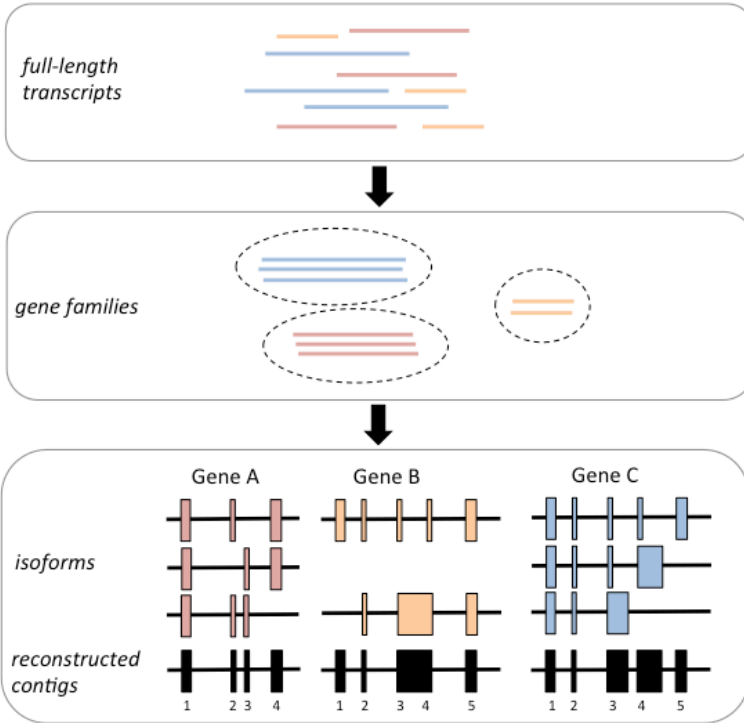 full-length
transcripts
gene families
Gene A Gene B Gene C
isoforms
reconstructed
contigs
1 2 3 4 1 2 3 4 5 1 2 3 4 5